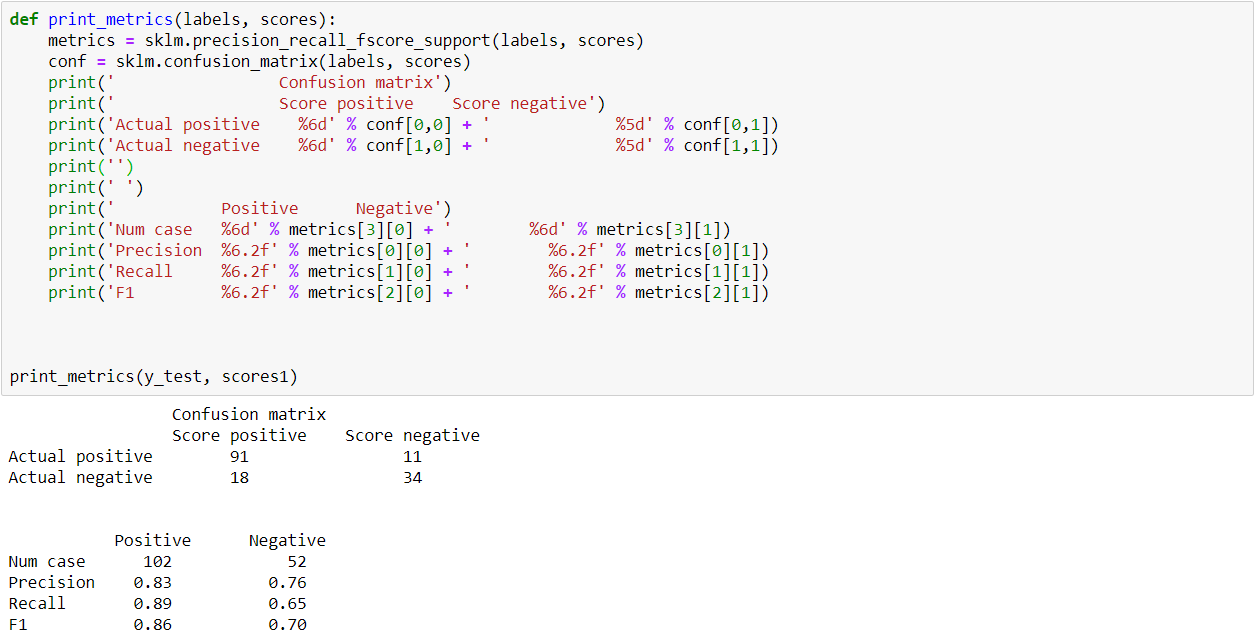 def print_metrics(labels, scores):
    metrics = sklm.precision_recall_fscore_support(labels, scores)
    conf = sklm.confusion_matrix(labels, scores)
    print('                 Confusion matrix')
    print('                 Score positive    Score negative')
    print('Actual positive    %6d' % conf[0,0] + '             %5d' % conf[0,1])
    print('Actual negative    %6d' % conf[1,0] + '             %5d' % conf[1,1])
    print('')
    print(' ')
    print('           Positive      Negative')
    print('Num case   %6d' % metrics[3][0] + '        %6d' % metrics[3][1])
    print('Precision  %6.2f' % metrics[0][0] + '        %6.2f' % metrics[0][1])
    print('Recall     %6.2f' % metrics[1][0] + '        %6.2f' % metrics[1][1])
    print('F1         %6.2f' % metrics[2][0] + '        %6.2f' % metrics[2][1])
print_metrics(y_test, scores1)
                 Confusion matrix
                 Score positive    Score negative
Actual positive        91                11
Actual negative        18                34
           Positive      Negative
Num case      102            52
Precision    0.83          0.76
Recall       0.89          0.65
F1           0.86          0.70